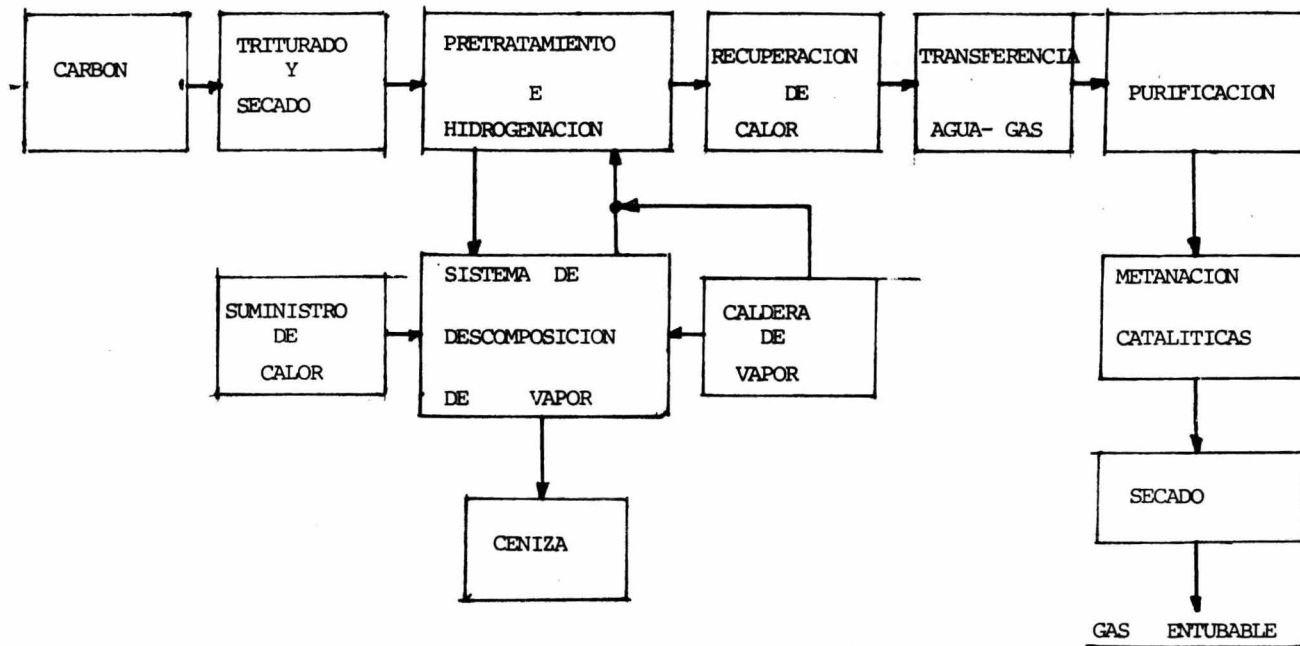 CARBON
TRITURADO
Y
SECADO
PRETRATAMIENTO
E
HIDROGENACION
RECUPERACION
DE
CALOR
TRANSFERENCIA
AGUA- GAS
PURIFICACION
SUMINISTRO
DE
CALOR
SISTEMA DE
DESCOMPOSICION
DE VAPOR
CALDERA
DE
VAPOR
METANACION
CATALITICAS
CENIZA
SECADO
GAS ENTUBABLE